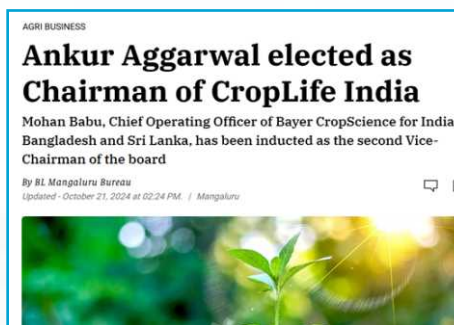 AGRI BUSINESS
Ankur Aggarwal elected as
Chairman of CropLife India
Mohan Babu, Chief Operating Officer of Bayer CropScience for India
Bangladesh and Sri Lanka, has been inducted as the second Vice-
Chairman of the board
By BL Mangaluru Bureau
Updated - October 21, 2024 at 02:24 PM. | Mangaluru